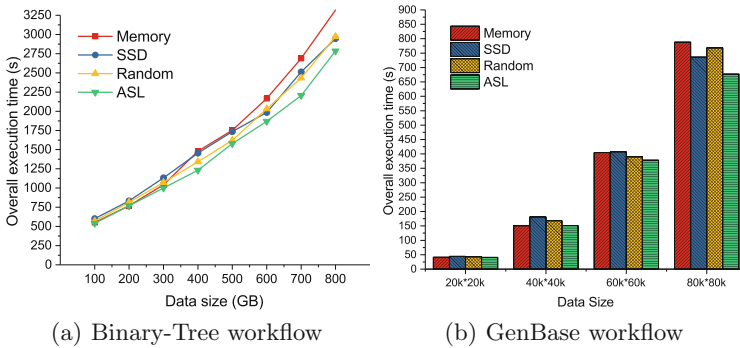 Overall execution time (s)
3250
3000
2750
2500
2250
2000
1750
1500
1250
1000
750
500
250
0
Memory
SSD
Random
ASL
100 200 300 400 500 600 700 800
Data size (GB)
(a) Binary-Tree workflow
Overall execution time (s)
900
850
800
750
700
650
600
550
500
450
400
350
300
250
200
150
100
50
0
Memory
SSD
Random
ASL
20k*20k 40k*40k 60k*60k 80k*80k
Data Size
(b) GenBase workflow